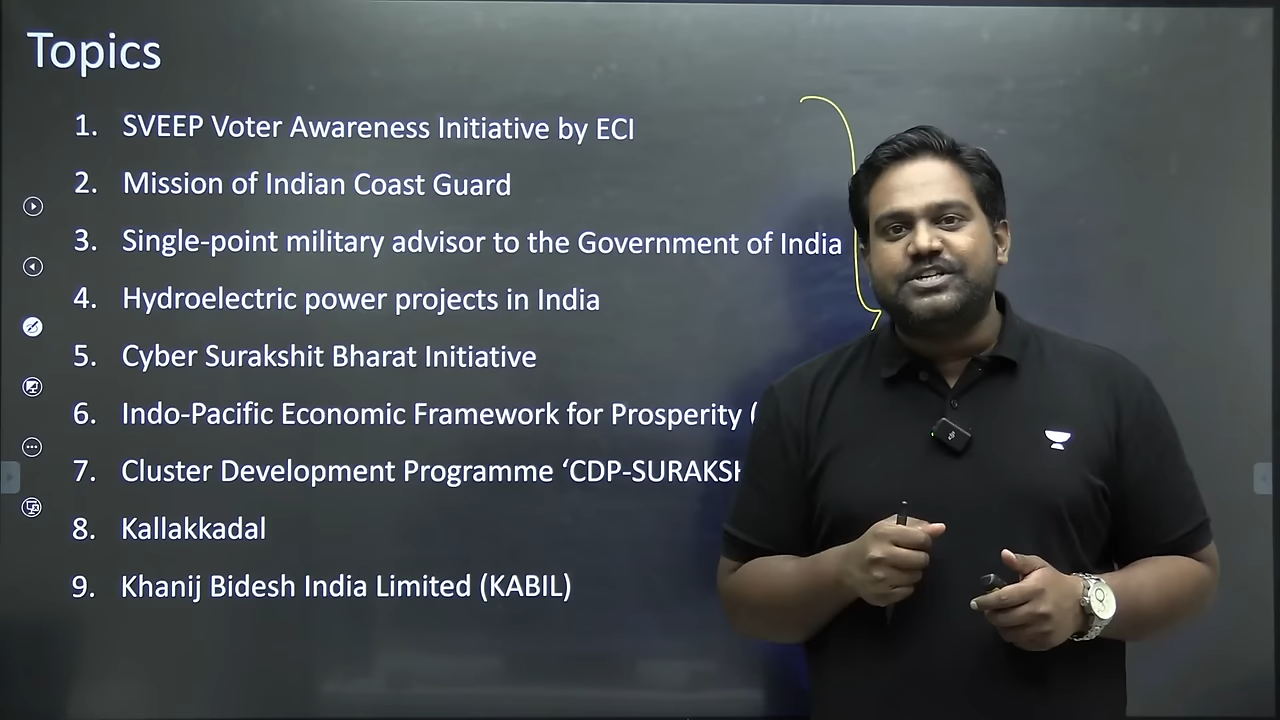 Topics
1. SVEEP Voter Awareness Initiative by ECI
2. Mission of Indian Coast Guard
3. Single-point military advisor to the Government of India
4. Hydroelectric power projects in India
5. Cyber Surakshit Bharat Initiative
6. Indo-Pacific Economic Framework for Prosperity (
7. Cluster Development Programme ‘CDP-SURAKSH
8. Kallakkadal
9. Khanij Bidesh India Limited (KABIL)